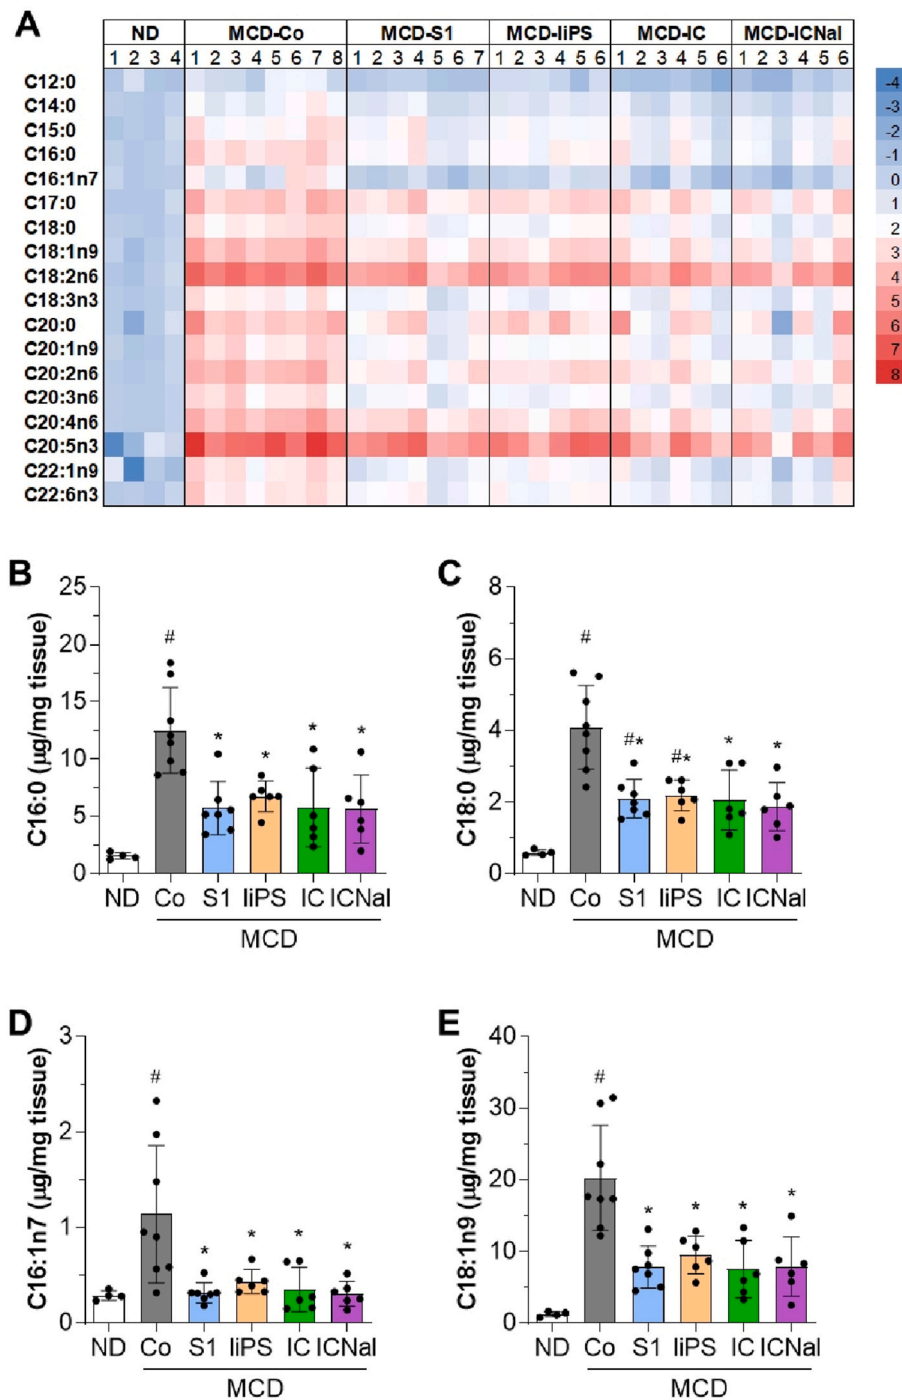 A
ND MCD-Co MCD-S1 MCD-IiPS MCD-IC MCD-ICNal
1 2 3 4 1 2 3 4 5 6 7 8 1 2 3 4 5 6 7 1 2 3 4 5 6 1 2 3 4 5 6 1 2 3 4 5 6
C12:0
C14:0
C15:0
C16:0
C16:1n7
C17:0
C18:0
C18:1n9
C18:2n6
C18:3n3
C20:0
C20:1n9
C20:2n6
C20:3n6
C20:4n6
C20:5n3
C22:1n9
C22:6n3
-4
-3
-2
-1
0
1
2
3
4
5
6
7
8
B
C16:0 (μg/mg tissue)
25
20
15
10
5
0
# * * * *
ND Co S1 IiPS IC ICNal
MCD
C
C18:0 (μg/mg tissue)
8
6
4
2
0
# #* #* * *
ND Co S1 IiPS IC ICNal
MCD
D
C16:1n7 (μg/mg tissue)
3
2
1
0
# * * * *
ND Co S1 IiPS IC ICNal
MCD
E
C18:1n9 (μg/mg tissue)
40
30
20
10
0
# * * * *
ND Co S1 IiPS IC ICNal
MCD